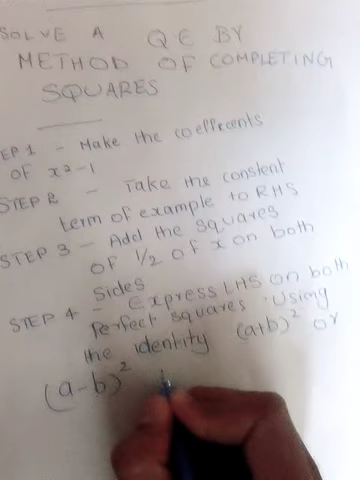 SOLVE A QE BY
METHOD OF COMPLETING
SQUARES
EP 1 - Make the coefficents
of x²-1
STEP 2 - Take the constent
term of example to RHS
STEP 3 - Add the squares
of 1/2 of x on both
sides
STEP 4 - Express LHS on both
Perfect squares Using
the identity (a+b)² or
(a-b)²